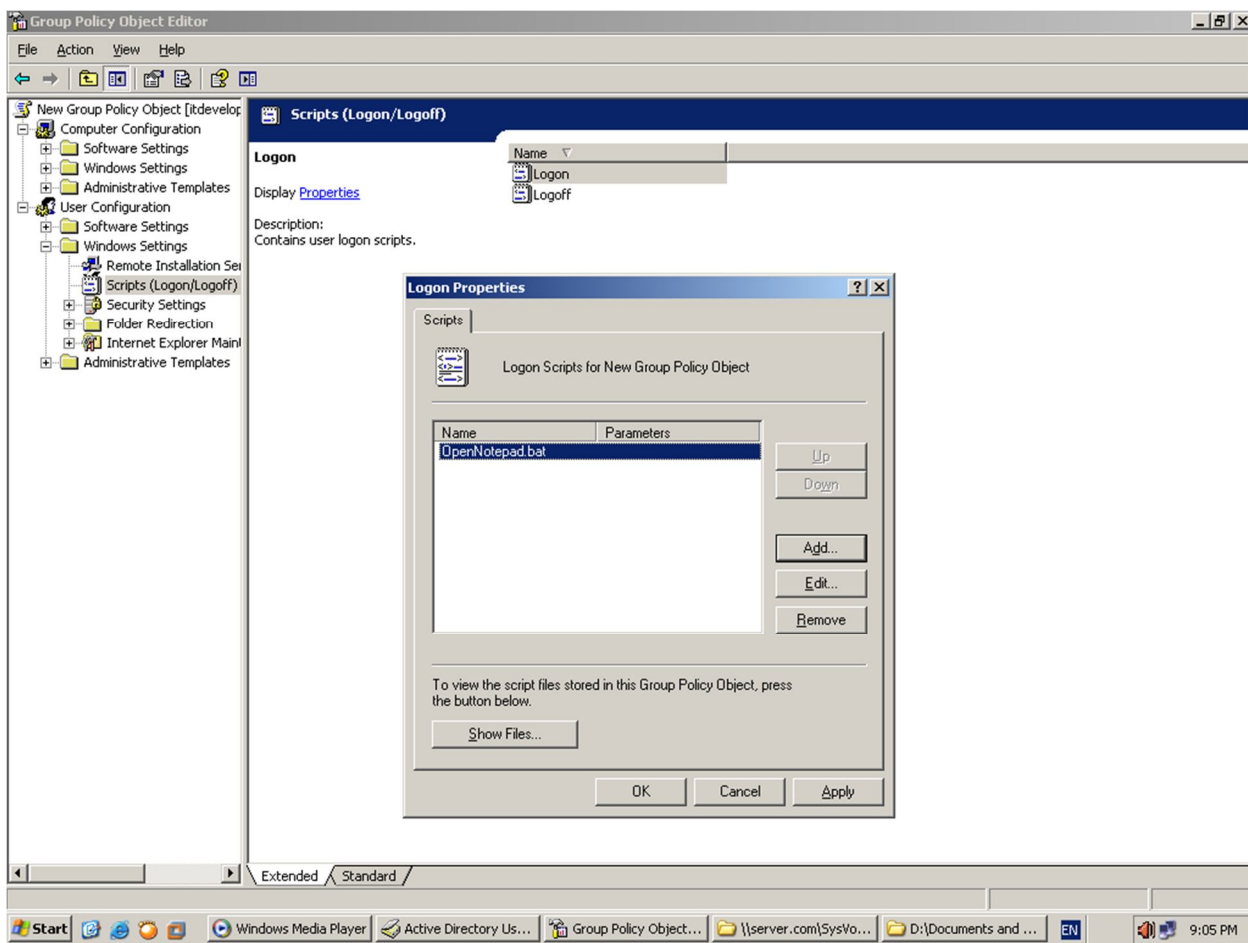 Group Policy Object Editor
File Action View Help
New Group Policy Object [itdevelop
Computer Configuration
Software Settings
Windows Settings
Administrative Templates
User Configuration
Software Settings
Windows Settings
Remote Installation Ser
Scripts (Logon/Logoff)
Security Settings
Folder Redirection
Internet Explorer Main
Administrative Templates
Scripts (Logon/Logoff)
Logon
Display Properties
Description:
Contains user logon scripts.
Name
Logon
Logoff
Logon Properties
Scripts
Logon Scripts for New Group Policy Object
Name Parameters
OpenNotepad.bat
Up
Down
Add...
Edit...
Remove
To view the script files stored in this Group Policy Object, press
the button below.
Show Files...
OK Cancel Apply
Extended Standard
Start Windows Media Player Active Directory Us... Group Policy Object... \\server.com\SysVo... D:\Documents and ... EN 9:05 PM